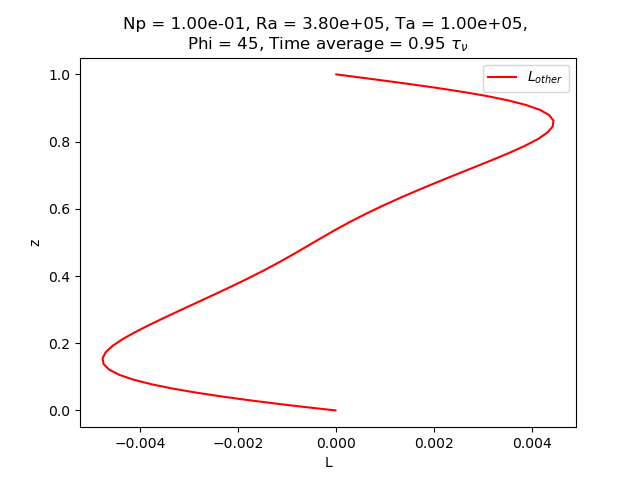 Np = 1.00e-01, Ra = 3.80e+05, Ta = 1.00e+05,
Phi = 45, Time average = 0.95 τν
L_other
1.0
0.8
0.6
0.4
0.2
0.0
z
−0.004 −0.002 0.000 0.002 0.004
L